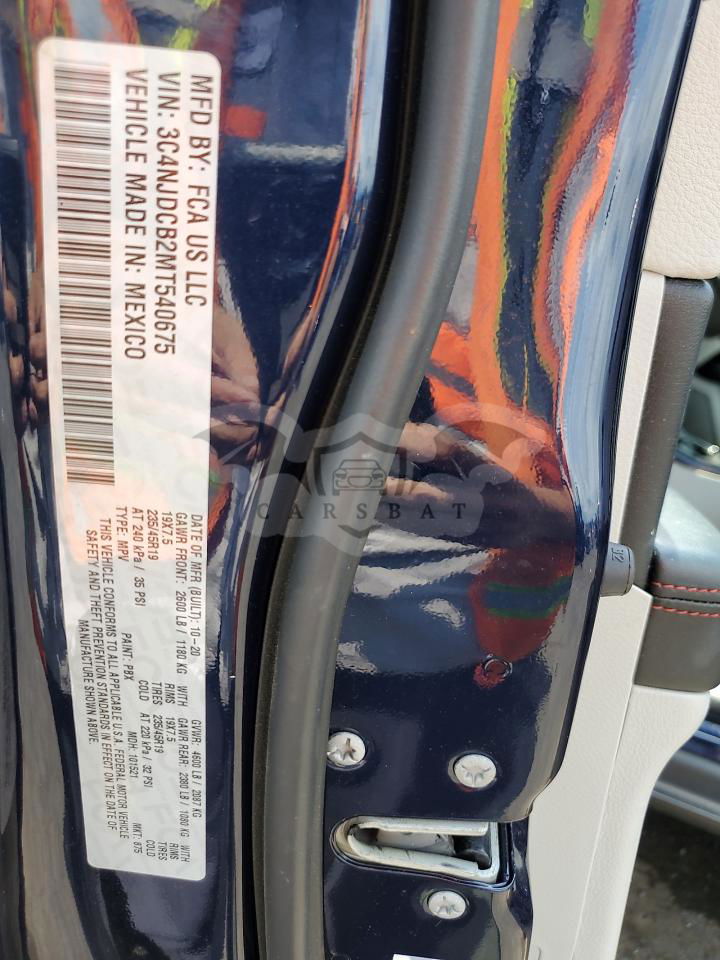 MFD BY: FCA US LLC
VIN: 3C4NJDCB2MT540675
VEHICLE MADE IN: MEXICO
DATE OF MFR (BUILT): 10-20 GVWR: 4600 LB / 2087 KG
GAWR FRONT: 2600 LB / 1180 KG WITH GAWR REAR: 2380 LB / 1080 KG WITH
19X7.5 RIMS 19X7.5 RIMS
235/45R19 TIRES 235/45R19 TIRES
AT 240 kPa / 35 PSI COLD AT 220 kPa / 32 PSI COLD
TYPE: MPV PAINT: PBX MDH: 101521 MKT: 875
THIS VEHICLE CONFORMS TO ALL APPLICABLE U.S.A. FEDERAL MOTOR VEHICLE
SAFETY AND THEFT PREVENTION STANDARDS IN EFFECT ON THE DATE OF
MANUFACTURE SHOWN ABOVE.
CARSBAT